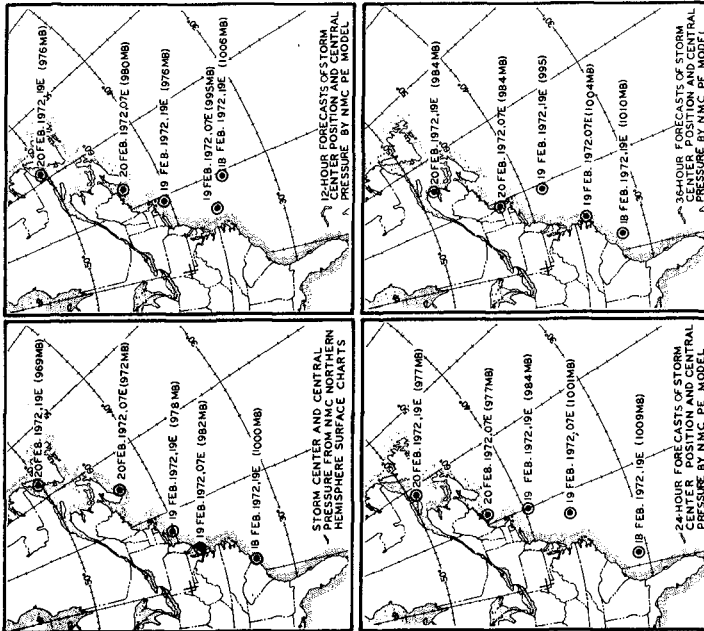 20 FEB. 1972, 19E (969MB)
20 FEB. 1972, 07E (972MB)
19 FEB. 1972, 19E (978MB)
19 FEB. 1972, 07E (982MB)
18 FEB. 1972, 19E (1000MB)
STORM CENTER AND CENTRAL
PRESSURE FROM NMC NORTHERN
HEMISPHERE SURFACE CHARTS
20 FEB. 1972, 19E (976MB)
20 FEB. 1972, 07E (980MB)
19 FEB. 1972, 19E (976MB)
19 FEB. 1972, 07E (995MB)
18 FEB. 1972, 19E (1006MB)
12-HOUR FORECASTS OF STORM
CENTER POSITION AND CENTRAL
PRESSURE BY NMC PE MODEL
20 FEB. 1972, 19E (977MB)
20 FEB. 1972, 07E (977MB)
19 FEB. 1972, 19E (984MB)
19 FEB. 1972, 07E (1001MB)
18 FEB. 1972, 19E (1009MB)
24-HOUR FORECASTS OF STORM
CENTER POSITION AND CENTRAL
PRESSURE BY NMC PE MODEL
20 FEB. 1972, 19E (984MB)
20 FEB. 1972, 07E (984MB)
19 FEB. 1972, 19E (995)
19 FEB. 1972, 07E (1004MB)
18 FEB. 1972, 19E (1010MB)
36-HOUR FORECASTS OF STORM
CENTER POSITION AND CENTRAL
PRESSURE BY NMC PE MODEL